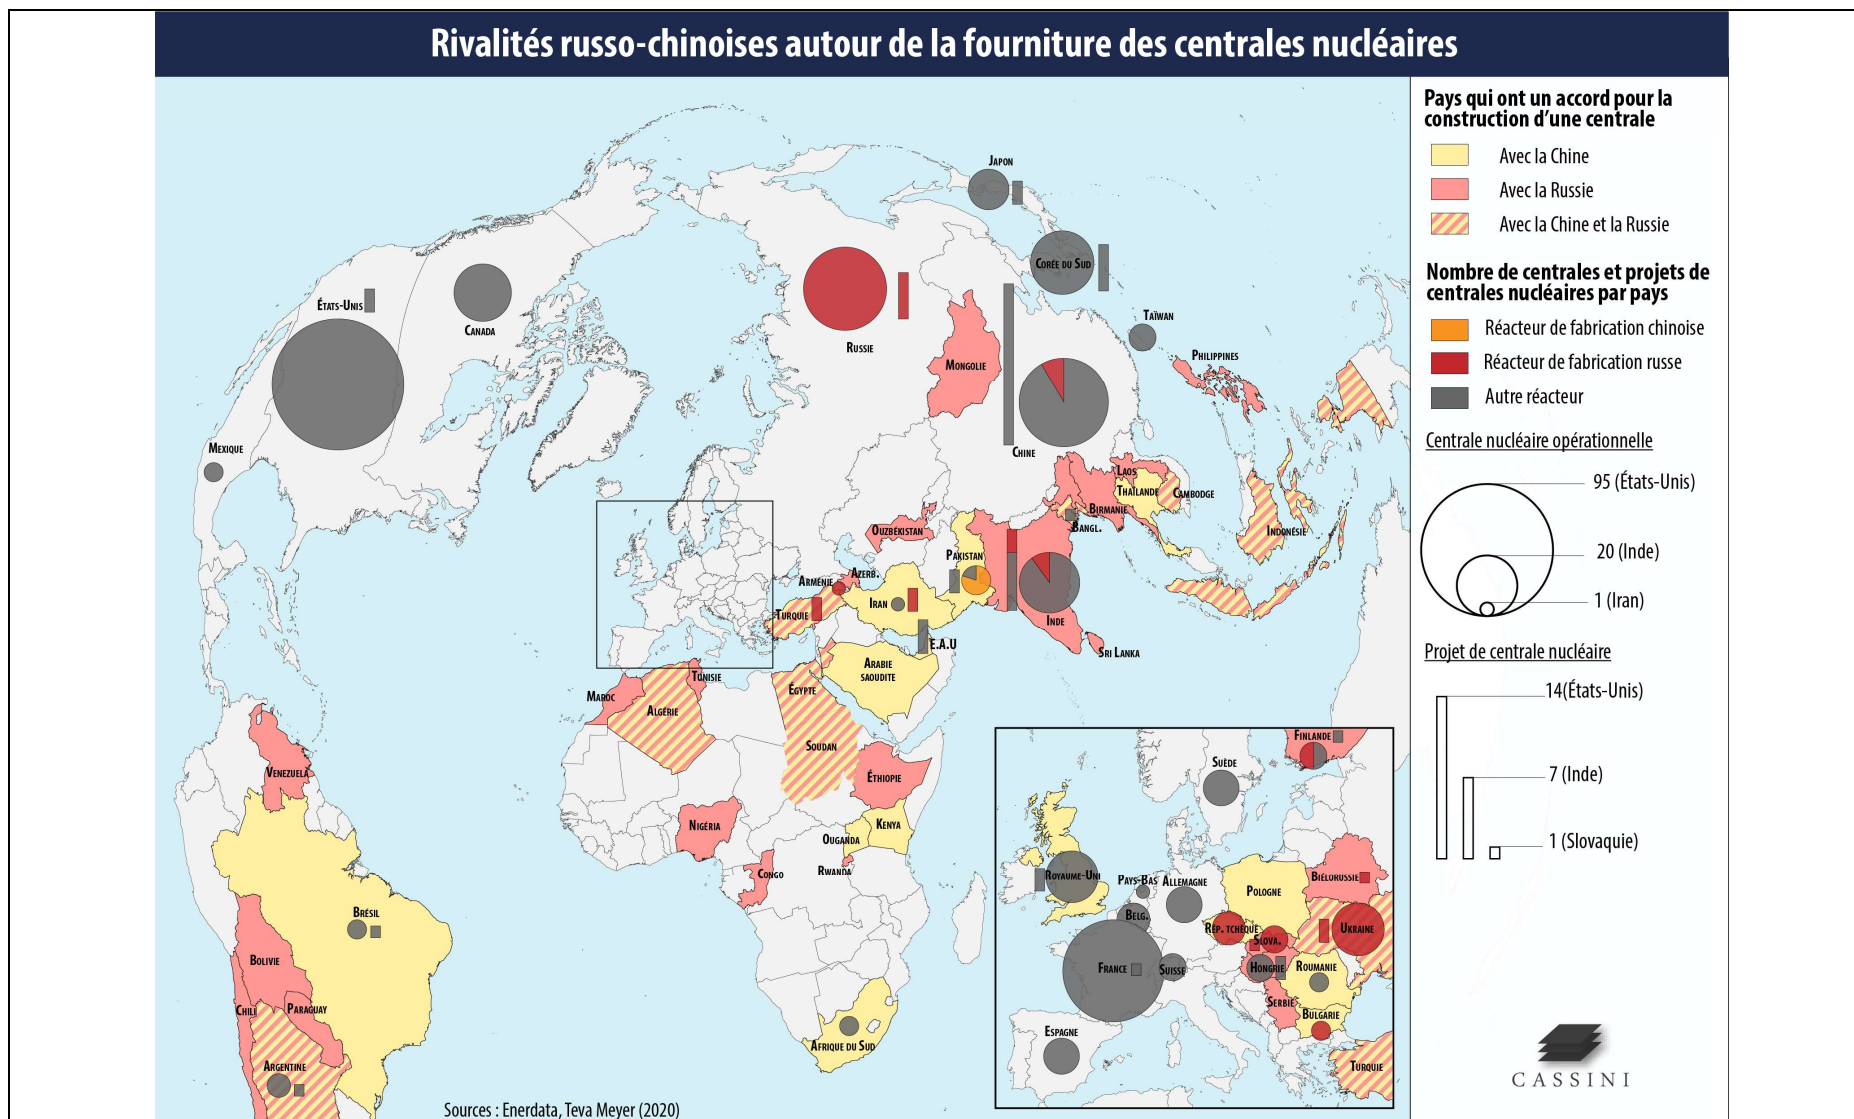 Rivalités russo-chinoises autour de la fourniture des centrales nucléaires
Japon
Corée du Sud
États-Unis
Canada
Russie
Taïwan
Mongolie
Philippines
Mexique
Chine
Laos
Thaïlande
Cambodge
Birmanie
Bangl.
Indonésie
Ouzbékistan
Pakistan
Azerb.
Arménie
Iran
Turquie
Inde
E.A.U
Sri Lanka
Arabie
saoudite
Tunisie
Maroc
Algérie
Égypte
Soudan
Venezuela
Éthiopie
Nigéria
Kenya
Ouganda
Rwanda
Congo
Brésil
Bolivie
Chili
Paraguay
Argentine
Afrique du Sud
Finlande
Suède
Royaume-Uni
Pays-Bas
Allemagne
Pologne
Biélorussie
Belg.
Rép. tchèque
Slova.
Ukraine
France
Suisse
Hongrie
Roumanie
Serbie
Bulgarie
Espagne
Turquie
Sources : Enerdata, Teva Meyer (2020)
Pays qui ont un accord pour la
construction d’une centrale
Avec la Chine
Avec la Russie
Avec la Chine et la Russie
Nombre de centrales et projets de
centrales nucléaires par pays
Réacteur de fabrication chinoise
Réacteur de fabrication russe
Autre réacteur
Centrale nucléaire opérationnelle
95 (États-Unis)
20 (Inde)
1 (Iran)
Projet de centrale nucléaire
14(États-Unis)
7 (Inde)
1 (Slovaquie)
CASSINI